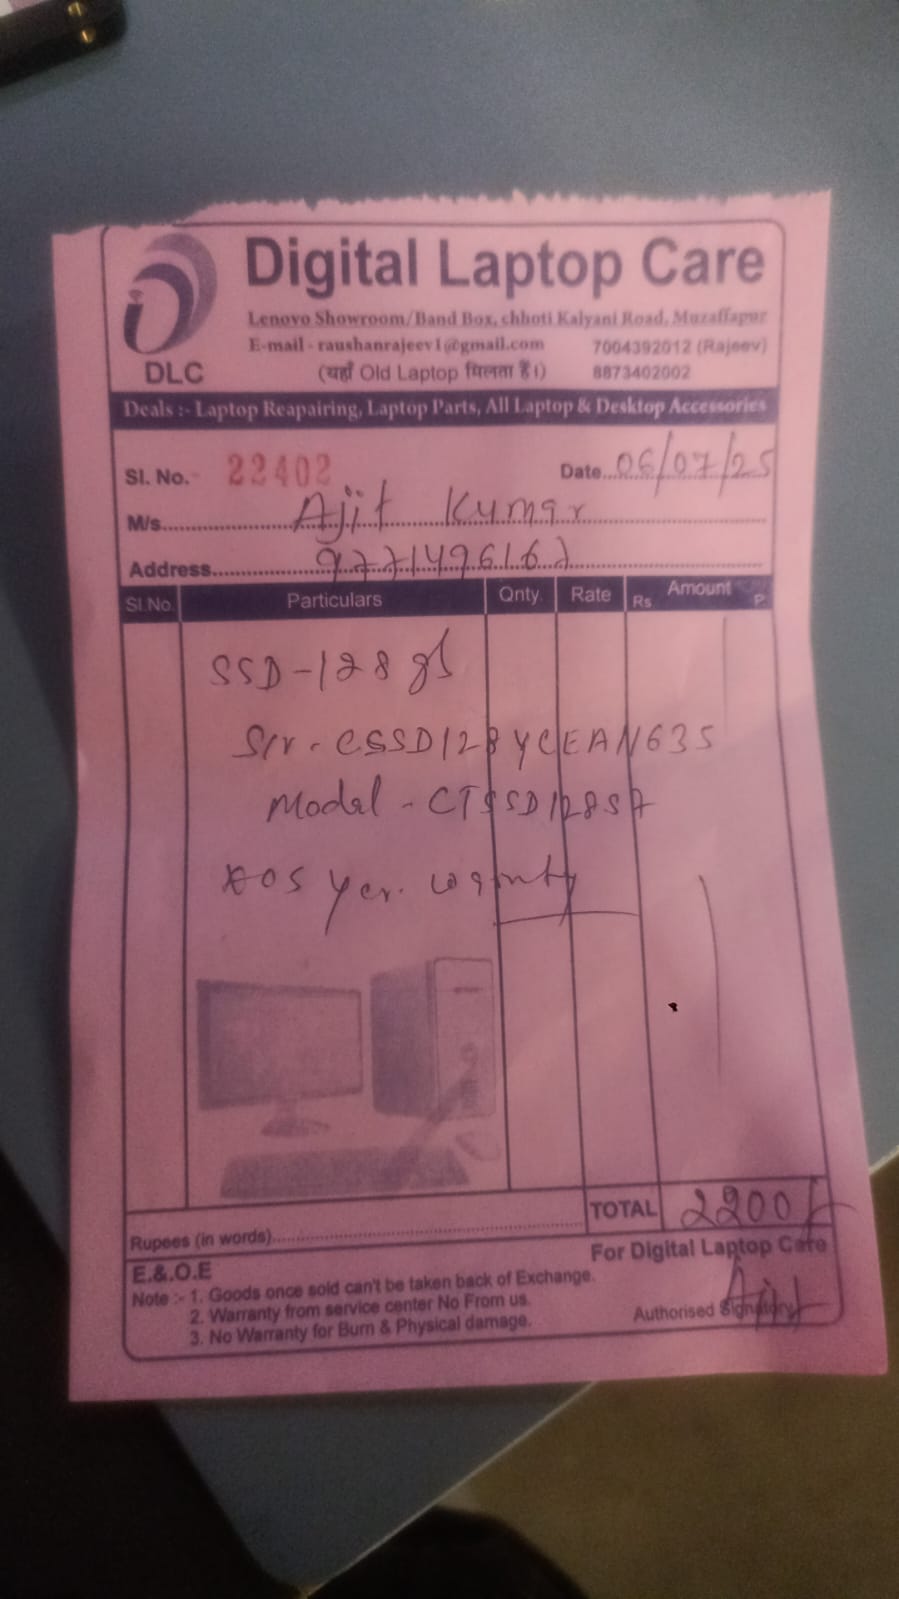 Digital Laptop Care
Lenovo Showroom/Band Box, chhoti Kalyani Road, Muzaffapur
E-mail - raushanrajeev1@gmail.com 7004392012 (Rajeev)
DLC (यहाँ Old Laptop मिलता हैं।) 8873402002
Deals :- Laptop Reapairing, Laptop Parts, All Laptop & Desktop Accessories
Sl. No. 22402 Date 06/07/25
M/s Ajit Kumar
Address 9771496167
Sl.No. Particulars Qnty. Rate Amount Rs P.
SSD-128 gb
S/r - CSSD128YCEAN635
Model - CTSSD128S7
05 yer.
TOTAL 2200/-
Rupees (in words)
For Digital Laptop Care
E.&.O.E
Note :- 1. Goods once sold can't be taken back of Exchange.
2. Warranty from service center No From us.
3. No Warranty for Burn & Physical damage.
Ajit
Authorised Signatory